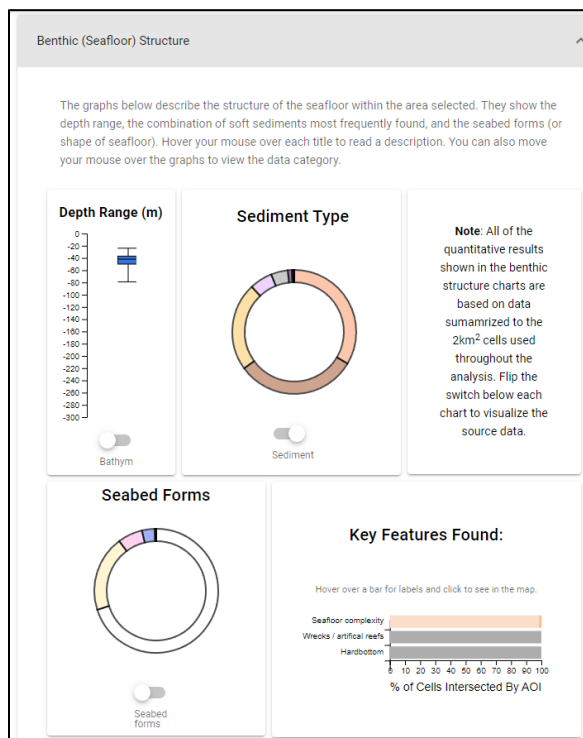 Benthic (Seafloor) Structure
The graphs below describe the structure of the seafloor within the area selected. They show the
depth range, the combination of soft sediments most frequently found, and the seabed forms (or
shape of seafloor). Hover your mouse over each title to read a description. You can also move
your mouse over the graphs to view the data category.
Depth Range (m)
0
-20
-40
-60
-80
-100
-120
-140
-160
-180
-200
-220
-240
-260
-280
-300
Bathym
Sediment Type
Sediment
Note: All of the
quantitative results
shown in the benthic
structure charts are
based on data
sumamrized to the
2km² cells used
throughout the
analysis. Flip the
switch below each
chart to visualize the
source data.
Seabed Forms
Seabed
forms
Key Features Found:
Hover over a bar for labels and click to see in the map.
Seafloor complexity
Wrecks / artifical reefs
Hardbottom
0 10 20 30 40 50 60 70 80 90 100
% of Cells Intersected By AOI